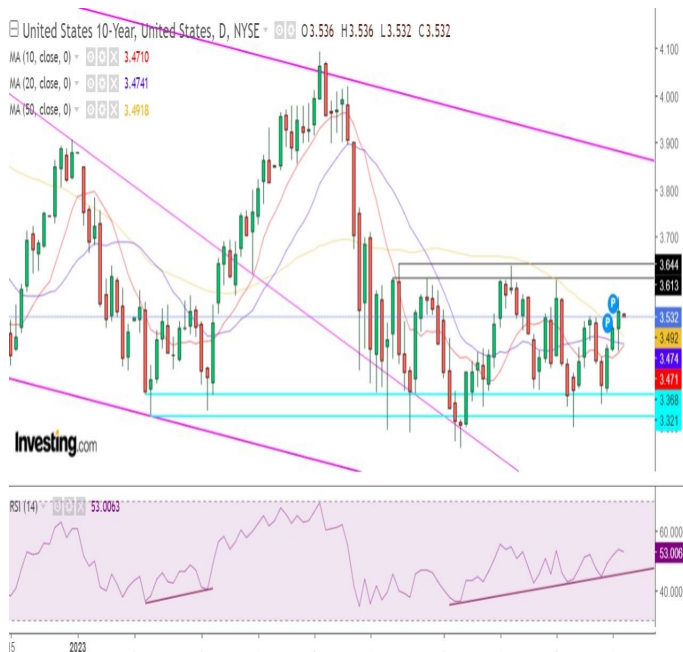 United States 10-Year, United States, D, NYSE O3.536 H3.536 L3.532 C3.532
MA (10, close, 0) 3.4710
MA (20, close, 0) 3.4741
MA (50, close, 0) 3.4918
4.100
4.000
3.900
3.800
3.700
3.644
3.613
3.532
3.492
3.474
3.471
3.368
3.321
P
P
Investing.com
RSI (14) 53.0063
60.000
53.006
40.000
15 2023